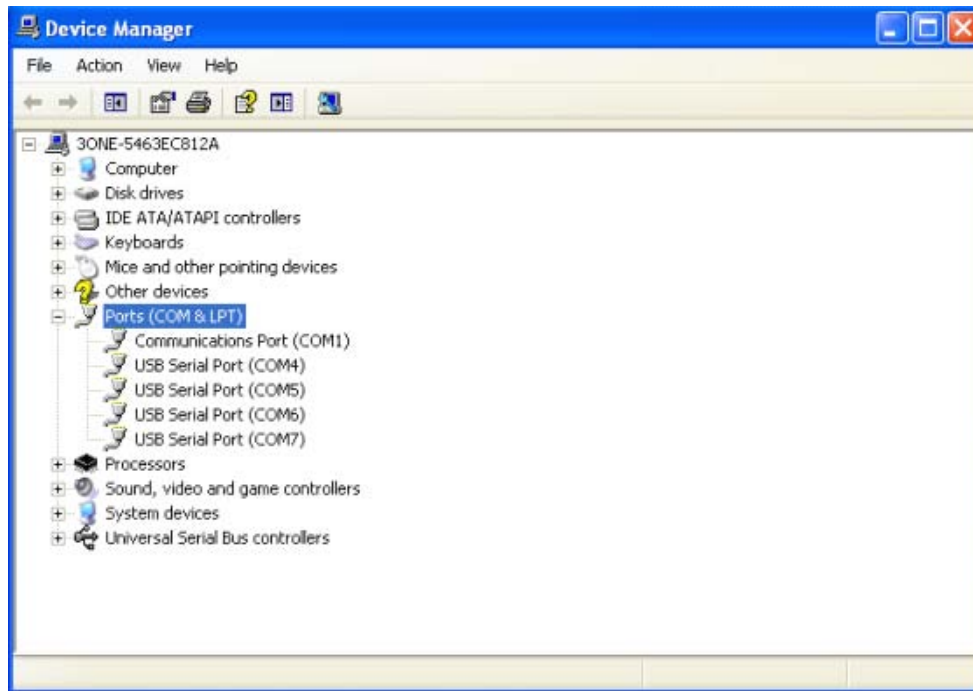 Device Manager
File Action View Help
3ONE-5463EC812A
Computer
Disk drives
IDE ATA/ATAPI controllers
Keyboards
Mice and other pointing devices
Other devices
Ports (COM & LPT)
Communications Port (COM1)
USB Serial Port (COM4)
USB Serial Port (COM5)
USB Serial Port (COM6)
USB Serial Port (COM7)
Processors
Sound, video and game controllers
System devices
Universal Serial Bus controllers